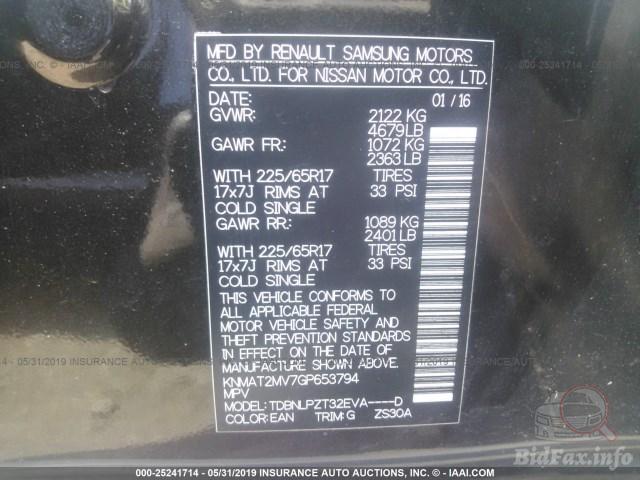 MFD BY RENAULT SAMSUNG MOTORS
CO., LTD. FOR NISSAN MOTOR CO., LTD.
DATE: 01/16
GVWR: 2122 KG
4679 LB
GAWR FR: 1072 KG
2363 LB
WITH 225/65R17 TIRES
17x7J RIMS AT 33 PSI
COLD SINGLE
GAWR RR: 1089 KG
2401 LB
WITH 225/65R17 TIRES
17x7J RIMS AT 33 PSI
COLD SINGLE
THIS VEHICLE CONFORMS TO
ALL APPLICABLE FEDERAL
MOTOR VEHICLE SAFETY AND
THEFT PREVENTION STANDARDS
IN EFFECT ON THE DATE OF
MANUFACTURE SHOWN ABOVE.
KNMAT2MV7GP653794
MPV
MODEL: TDBNLPZT32EVA----D
COLOR: EAN TRIM: G ZS30A
000-25241714 - 05/31/2019 INSURANCE AUTO AUCTIONS, INC. - © IAAI.COM
BidFax.info